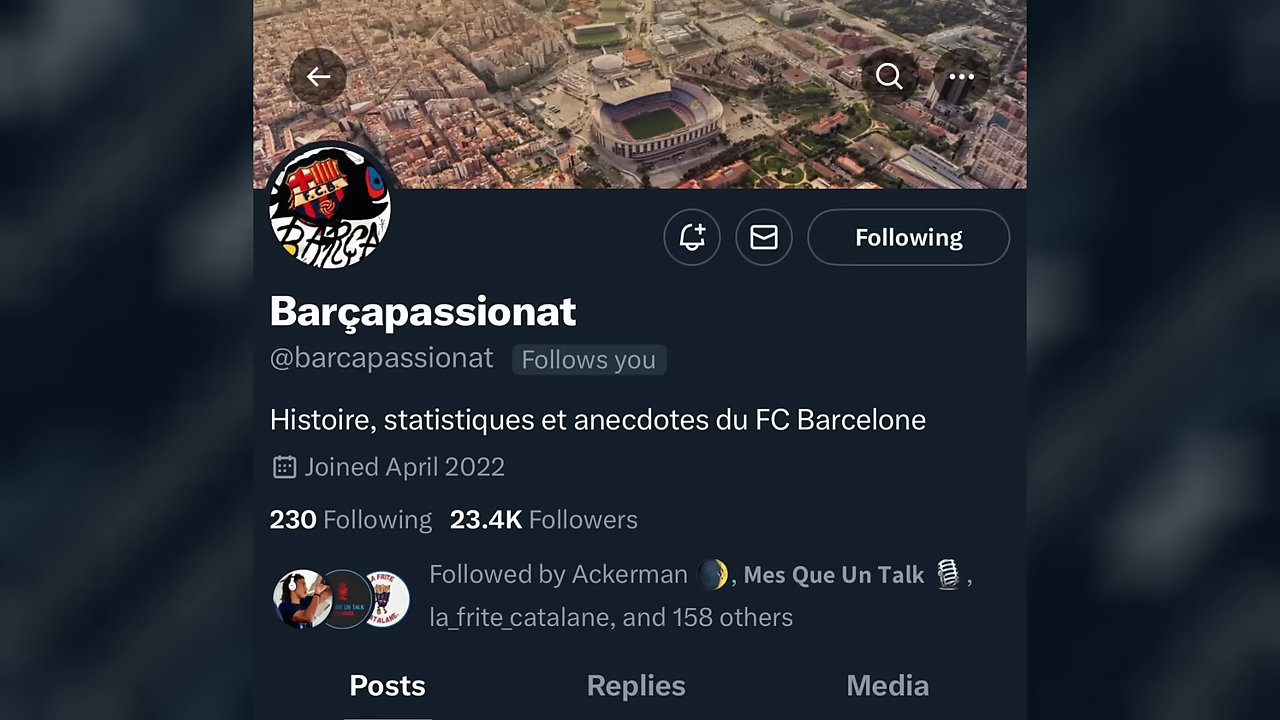 F.C.B.
BARÇA
Following
Barçapassionat
@barcapassionat Follows you
Histoire, statistiques et anecdotes du FC Barcelone
Joined April 2022
230 Following 23.4K Followers
Followed by Ackerman 🌒, Mes Que Un Talk 🎙️,
la_frite_catalane, and 158 others
Posts Replies Media